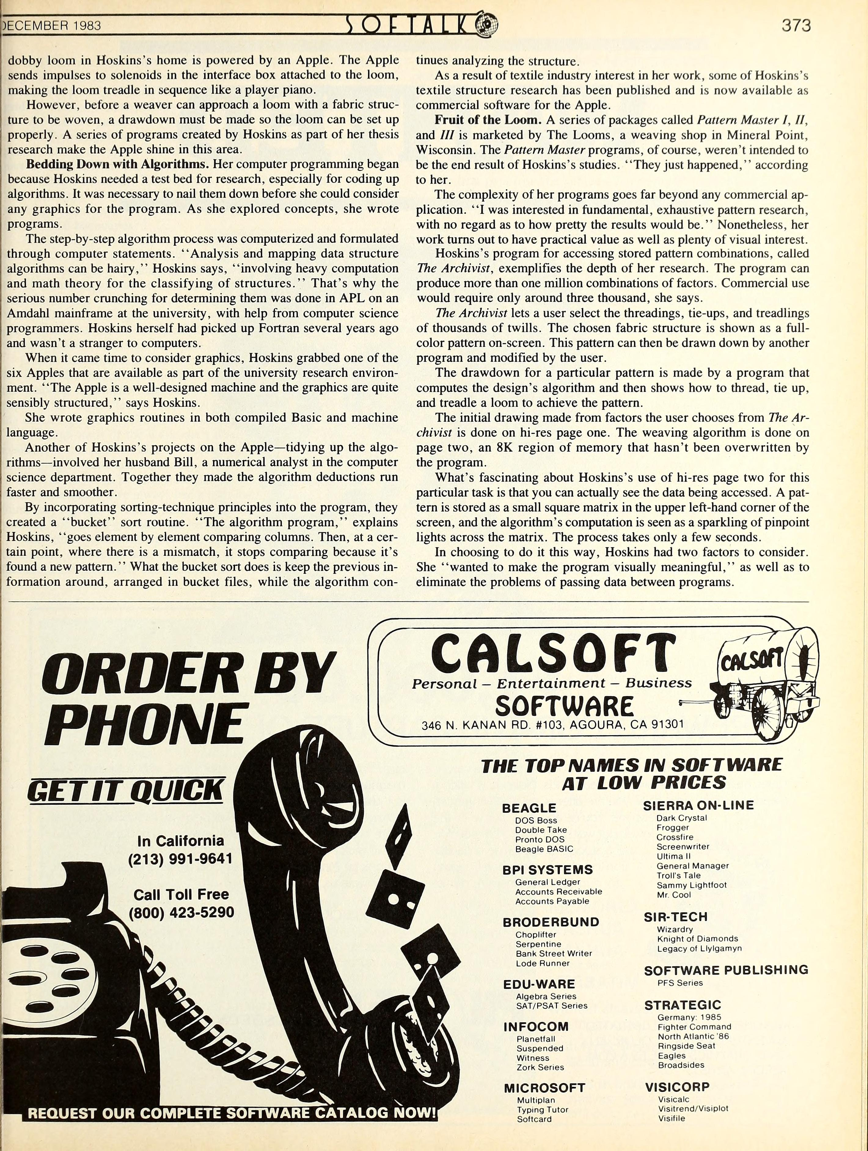 DECEMBER 1983
SOFTALK
373
dobby loom in Hoskins's home is powered by an Apple. The Apple
sends impulses to solenoids in the interface box attached to the loom,
making the loom treadle in sequence like a player piano.
However, before a weaver can approach a loom with a fabric struc-
ture to be woven, a drawdown must be made so the loom can be set up
properly. A series of programs created by Hoskins as part of her thesis
research make the Apple shine in this area.
Bedding Down with Algorithms. Her computer programming began
because Hoskins needed a test bed for research, especially for coding up
algorithms. It was necessary to nail them down before she could consider
any graphics for the program. As she explored concepts, she wrote
programs.
The step-by-step algorithm process was computerized and formulated
through computer statements. "Analysis and mapping data structure
algorithms can be hairy," Hoskins says, "involving heavy computation
and math theory for the classifying of structures." That's why the
serious number crunching for determining them was done in APL on an
Amdahl mainframe at the university, with help from computer science
programmers. Hoskins herself had picked up Fortran several years ago
and wasn't a stranger to computers.
When it came time to consider graphics, Hoskins grabbed one of the
six Apples that are available as part of the university research environ-
ment. "The Apple is a well-designed machine and the graphics are quite
sensibly structured," says Hoskins.
She wrote graphics routines in both compiled Basic and machine
language.
Another of Hoskins's projects on the Apple—tidying up the algo-
rithms—involved her husband Bill, a numerical analyst in the computer
science department. Together they made the algorithm deductions run
faster and smoother.
By incorporating sorting-technique principles into the program, they
created a "bucket" sort routine. "The algorithm program," explains
Hoskins, "goes element by element comparing columns. Then, at a cer-
tain point, where there is a mismatch, it stops comparing because it's
found a new pattern." What the bucket sort does is keep the previous in-
formation around, arranged in bucket files, while the algorithm con-
tinues analyzing the structure.
As a result of textile industry interest in her work, some of Hoskins's
textile structure research has been published and is now available as
commercial software for the Apple.
Fruit of the Loom. A series of packages called Pattern Master I, II,
and III is marketed by The Looms, a weaving shop in Mineral Point,
Wisconsin. The Pattern Master programs, of course, weren't intended to
be the end result of Hoskins's studies. "They just happened," according
to her.
The complexity of her programs goes far beyond any commercial ap-
plication. "I was interested in fundamental, exhaustive pattern research,
with no regard as to how pretty the results would be." Nonetheless, her
work turns out to have practical value as well as plenty of visual interest.
Hoskins's program for accessing stored pattern combinations, called
The Archivist, exemplifies the depth of her research. The program can
produce more than one million combinations of factors. Commercial use
would require only around three thousand, she says.
The Archivist lets a user select the threadings, tie-ups, and treadlings
of thousands of twills. The chosen fabric structure is shown as a full-
color pattern on-screen. This pattern can then be drawn down by another
program and modified by the user.
The drawdown for a particular pattern is made by a program that
computes the design's algorithm and then shows how to thread, tie up,
and treadle a loom to achieve the pattern.
The initial drawing made from factors the user chooses from The Ar-
chivist is done on hi-res page one. The weaving algorithm is done on
page two, an 8K region of memory that hasn't been overwritten by
the program.
What's fascinating about Hoskins's use of hi-res page two for this
particular task is that you can actually see the data being accessed. A pat-
tern is stored as a small square matrix in the upper left-hand corner of the
screen, and the algorithm's computation is seen as a sparkling of pinpoint
lights across the matrix. The process takes only a few seconds.
In choosing to do it this way, Hoskins had two factors to consider.
She "wanted to make the program visually meaningful," as well as to
eliminate the problems of passing data between programs.
ORDER BY
PHONE
GET IT QUICK
In California
(213) 991-9641
Call Toll Free
(800) 423-5290
REQUEST OUR COMPLETE SOFTWARE CATALOG NOW!
CALSOFT
Personal – Entertainment – Business
SOFTWARE
346 N. KANAN RD. #103, AGOURA, CA 91301
CALSOFT
THE TOP NAMES IN SOFTWARE
AT LOW PRICES
BEAGLE
DOS Boss
Double Take
Pronto DOS
Beagle BASIC
BPI SYSTEMS
General Ledger
Accounts Receivable
Accounts Payable
BRODERBUND
Choplifter
Serpentine
Bank Street Writer
Lode Runner
EDU-WARE
Algebra Series
SAT/PSAT Series
INFOCOM
Planetfall
Suspended
Witness
Zork Series
MICROSOFT
Multiplan
Typing Tutor
Softcard
SIERRA ON-LINE
Dark Crystal
Frogger
Crossfire
Screenwriter
Ultima II
General Manager
Troll's Tale
Sammy Lightfoot
Mr. Cool
SIR-TECH
Wizardry
Knight of Diamonds
Legacy of Llylgamyn
SOFTWARE PUBLISHING
PFS Series
STRATEGIC
Germany: 1985
Fighter Command
North Atlantic '86
Ringside Seat
Eagles
Broadsides
VISICORP
Visicalc
Visitrend/Visiplot
Visifile